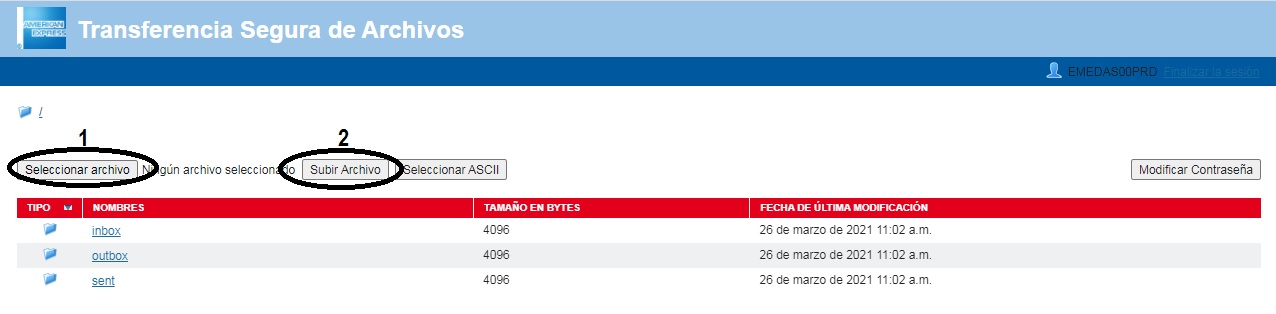 AMERICAN
EXPRESS
Transferencia Segura de Archivos
EMEDAS00PRD Finalizar la sesión
/
1 2
Seleccionar archivo Ningún archivo seleccionado Subir Archivo Seleccionar ASCII Modificar Contraseña
TIPO NOMBRES TAMAÑO EN BYTES FECHA DE ÚLTIMA MODIFICACIÓN
inbox 4096 26 de marzo de 2021 11:02 a.m.
outbox 4096 26 de marzo de 2021 11:02 a.m.
sent 4096 26 de marzo de 2021 11:02 a.m.